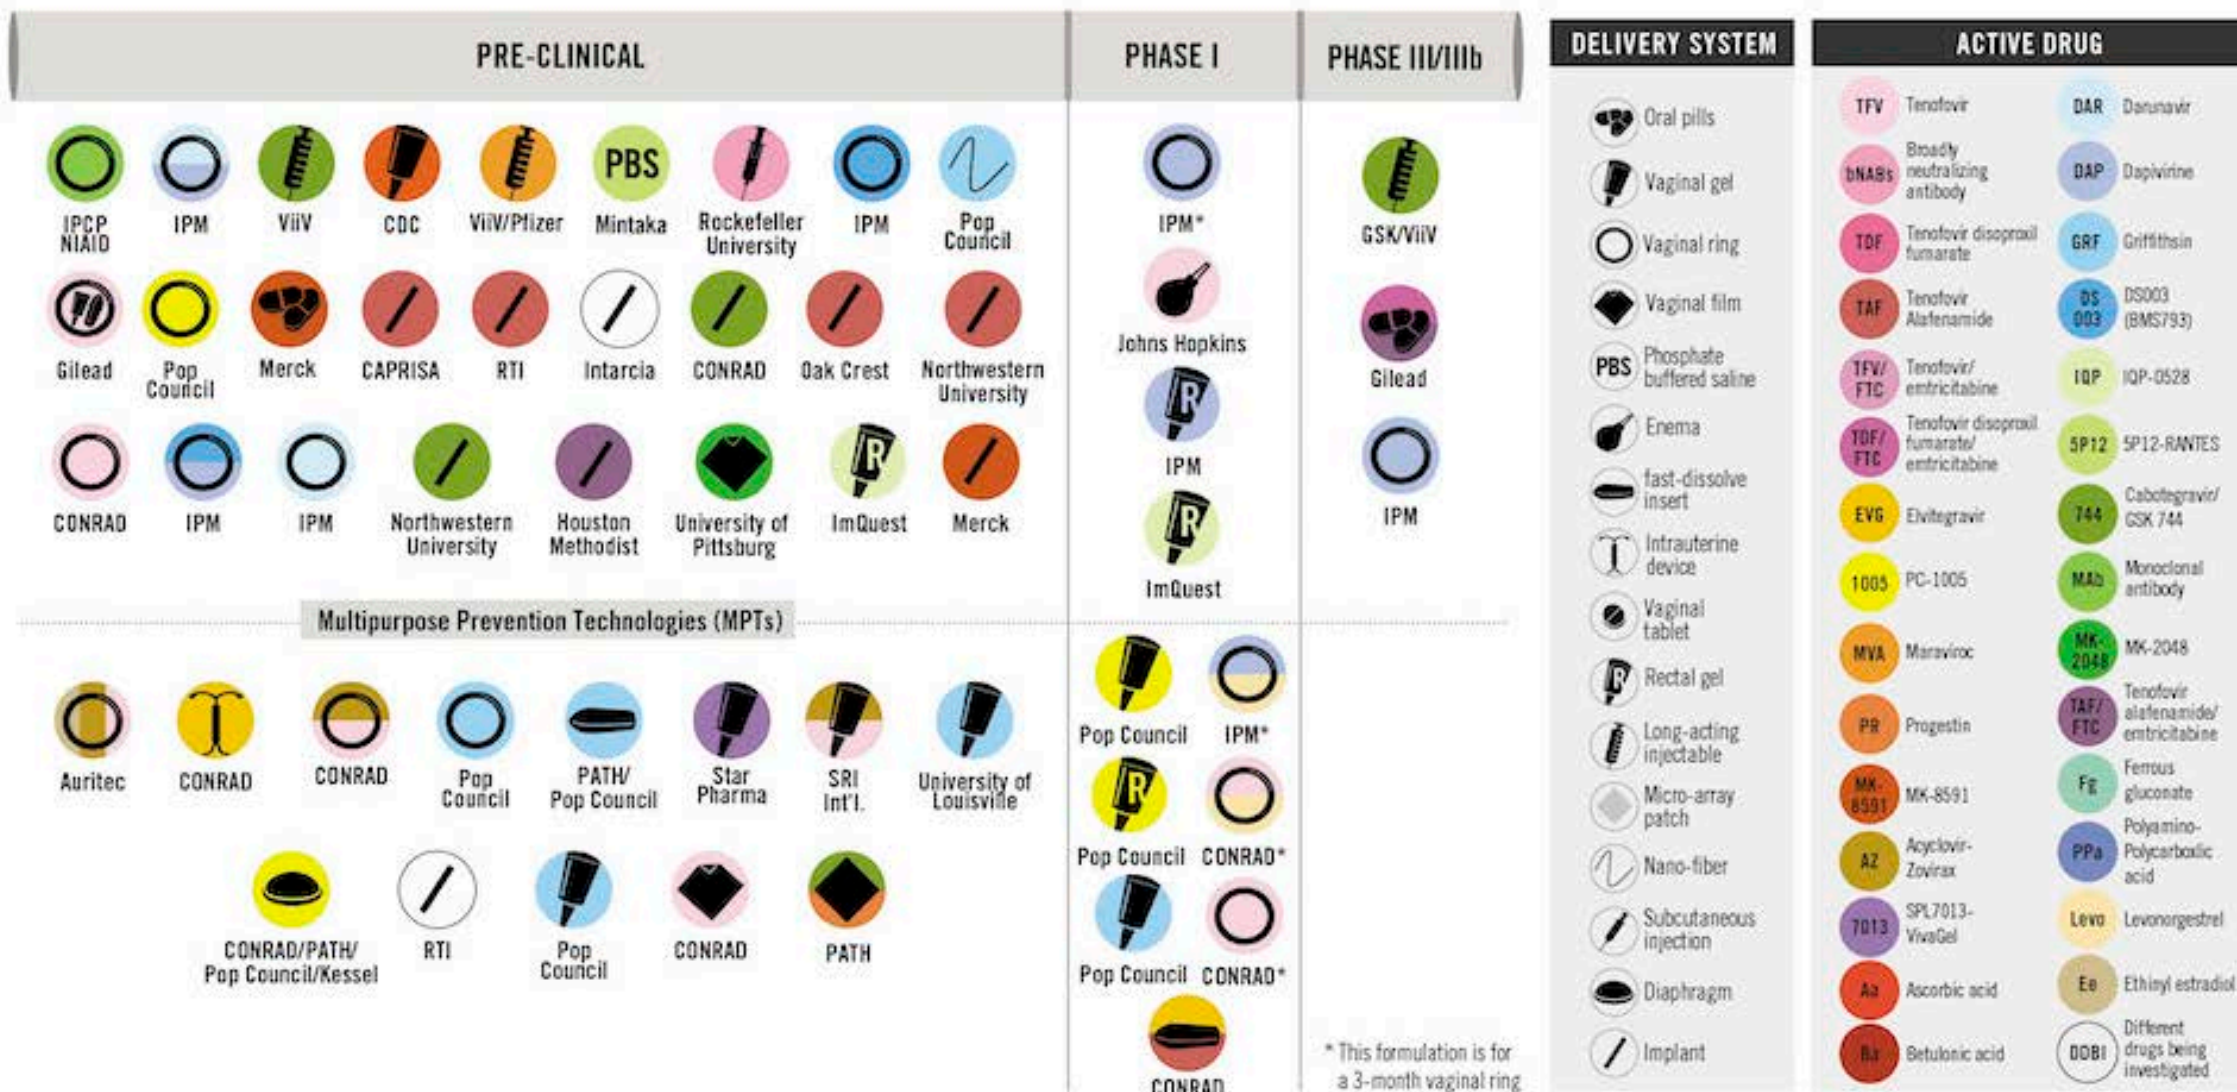 PRE-CLINICAL
PHASE I
PHASE III/IIIb
IPCP
NIAID
IPM
ViiV
CDC
ViiV/Pfizer
PBS
Mintaka
Rockefeller
University
IPM
Pop
Council
Gilead
Pop
Council
Merck
CAPRISA
RTI
Intarcia
CONRAD
Oak Crest
Northwestern
University
CONRAD
IPM
IPM
Northwestern
University
Houston
Methodist
University of
Pittsburg
R
ImQuest
Merck
IPM*
Johns Hopkins
R
IPM
R
ImQuest
GSK/ViiV
Gilead
IPM
Multipurpose Prevention Technologies (MPTs)
Auritec
CONRAD
CONRAD
Pop
Council
PATH/
Pop Council
Star
Pharma
SRI
Int'l.
University of
Louisville
CONRAD/PATH/
Pop Council/Kessel
RTI
Pop
Council
CONRAD
PATH
Pop Council
IPM*
R
Pop Council
CONRAD*
Pop Council
CONRAD*
CONRAD
* This formulation is for
a 3-month vaginal ring
DELIVERY SYSTEM
Oral pills
Vaginal gel
Vaginal ring
Vaginal film
PBS
Phosphate
buffered saline
Enema
fast-dissolve
insert
Intrauterine
device
Vaginal
tablet
R
Rectal gel
Long-acting
injectable
Micro-array
patch
Nano-fiber
Subcutaneous
injection
Diaphragm
Implant
ACTIVE DRUG
TFV
Tenofovir
bNABs
Broadly
neutralizing
antibody
TDF
Tenofovir disoproxil
fumarate
TAF
Tenofovir
Alafenamide
TFV/
FTC
Tenofovir/
emtricitabine
TDF/
FTC
Tenofovir disoproxil
fumarate/
emtricitabine
EVG
Elvitegravir
1005
PC-1005
MVA
Maraviroc
PR
Progestin
MK-
8591
MK-8591
AZ
Acyclovir-
Zovirax
7013
SPL7013-
VivaGel
Aa
Ascorbic acid
Ba
Betulonic acid
DAR
Darunavir
DAP
Dapivirine
GRF
Griffithsin
DS
003
DS003
(BMS793)
IQP
IQP-0528
5P12
5P12-RANTES
744
Cabotegravir/
GSK 744
MAb
Monoclonal
antibody
MK-
2048
MK-2048
TAF/
FTC
Tenofovir
alafenamide/
emtricitabine
Fg
Ferrous
gluconate
PPa
Polyamino-
Polycarboxlic
acid
Levo
Levonorgestrel
Ee
Ethinyl estradiol
DDBI
Different
drugs being
investigated